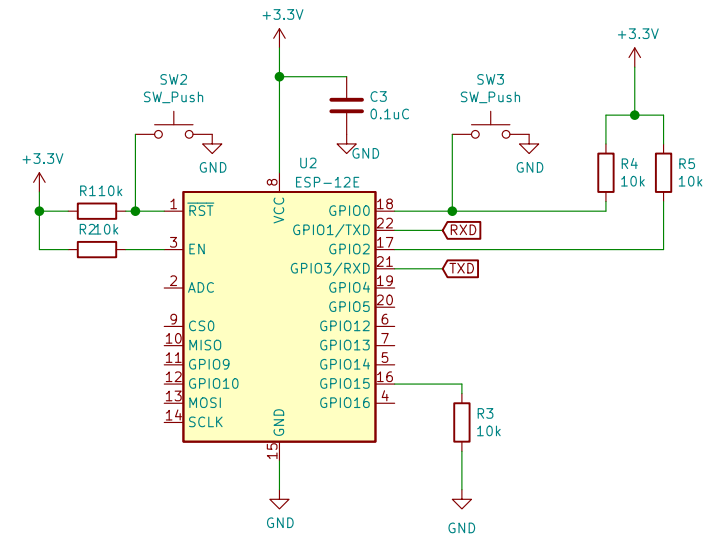 +3.3V
+3.3V
SW2
SW_Push
SW3
SW_Push
C3
0.1uC
GND
GND
GND
+3.3V
U2
ESP-12E
R4
10k
R5
10k
R1
10k
R2
10k
8
VCC
1
RST
3
EN
2
ADC
9
CS0
10
MISO
11
GPIO9
12
GPIO10
13
MOSI
14
SCLK
GPIO0
18
GPIO1/TXD
22
RXD
GPIO2
17
GPIO3/RXD
21
TXD
GPIO4
19
GPIO5
20
GPIO12
6
GPIO13
7
GPIO14
5
GPIO15
16
GPIO16
4
GND
15
R3
10k
GND
GND